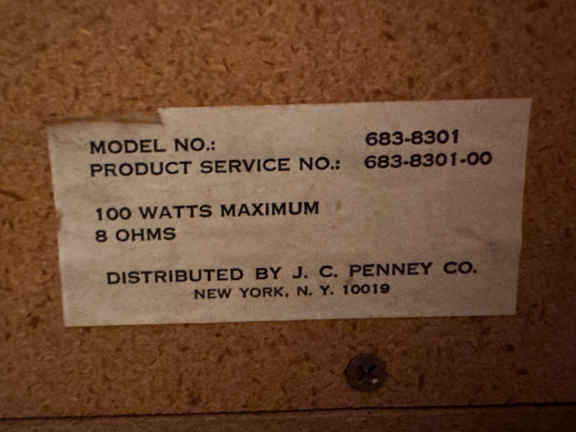 MODEL NO.: 683-8301
PRODUCT SERVICE NO.: 683-8301-00
100 WATTS MAXIMUM
8 OHMS
DISTRIBUTED BY J. C. PENNEY CO.
NEW YORK, N. Y. 10019